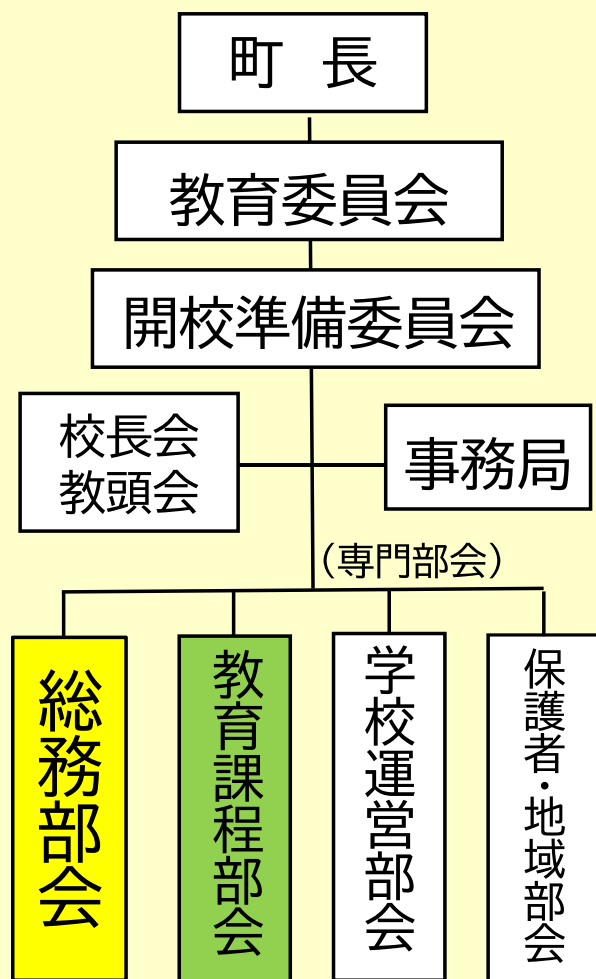 町　長
教育委員会
開校準備委員会
校長会
教頭会
事務局
（専門部会）
総務部会
教育課程部会
学校運営部会
保護者・地域部会